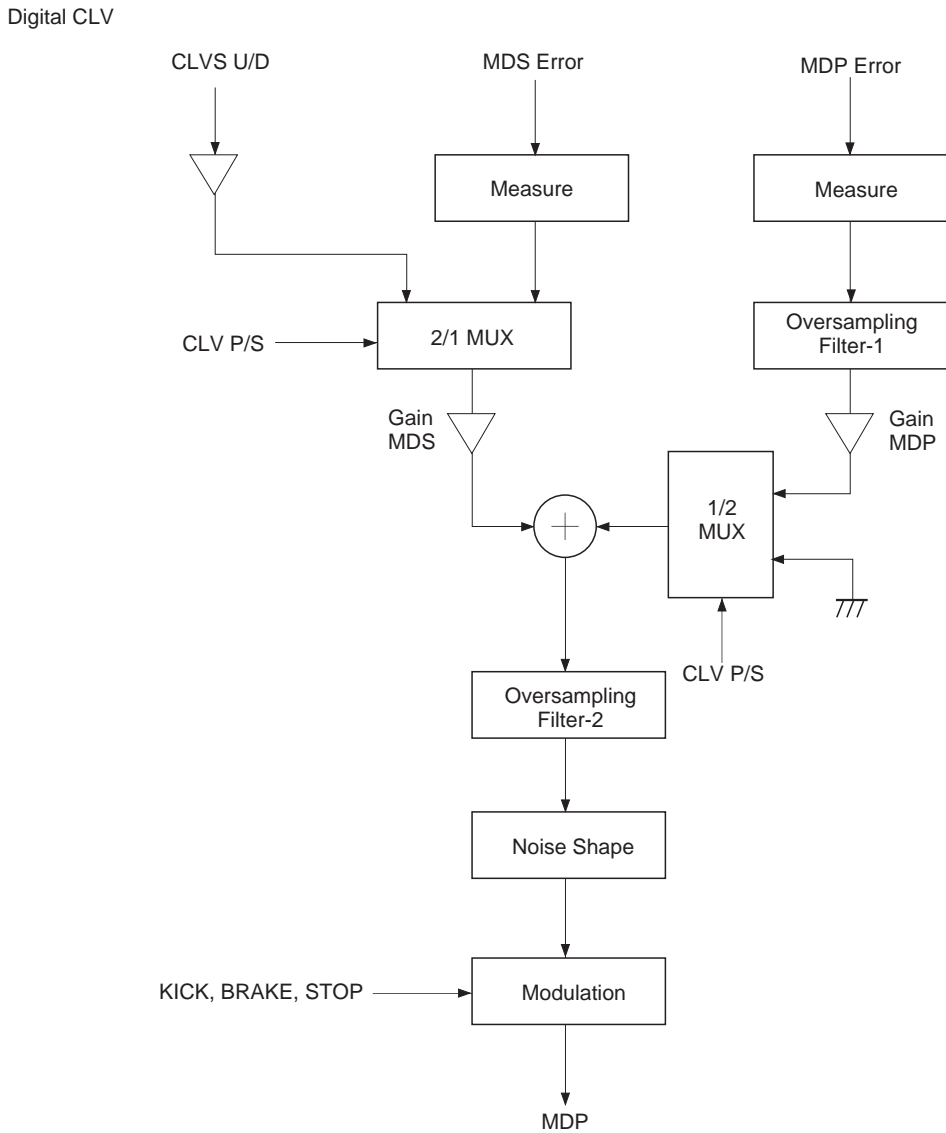 Digital CLV
CLVS U/D
MDS Error
MDP Error
Measure
Measure
CLV P/S
2/1 MUX
Oversampling
Filter-1
Gain
MDS
Gain
MDP
1/2
MUX
CLV P/S
Oversampling
Filter-2
Noise Shape
KICK, BRAKE, STOP
Modulation
MDP